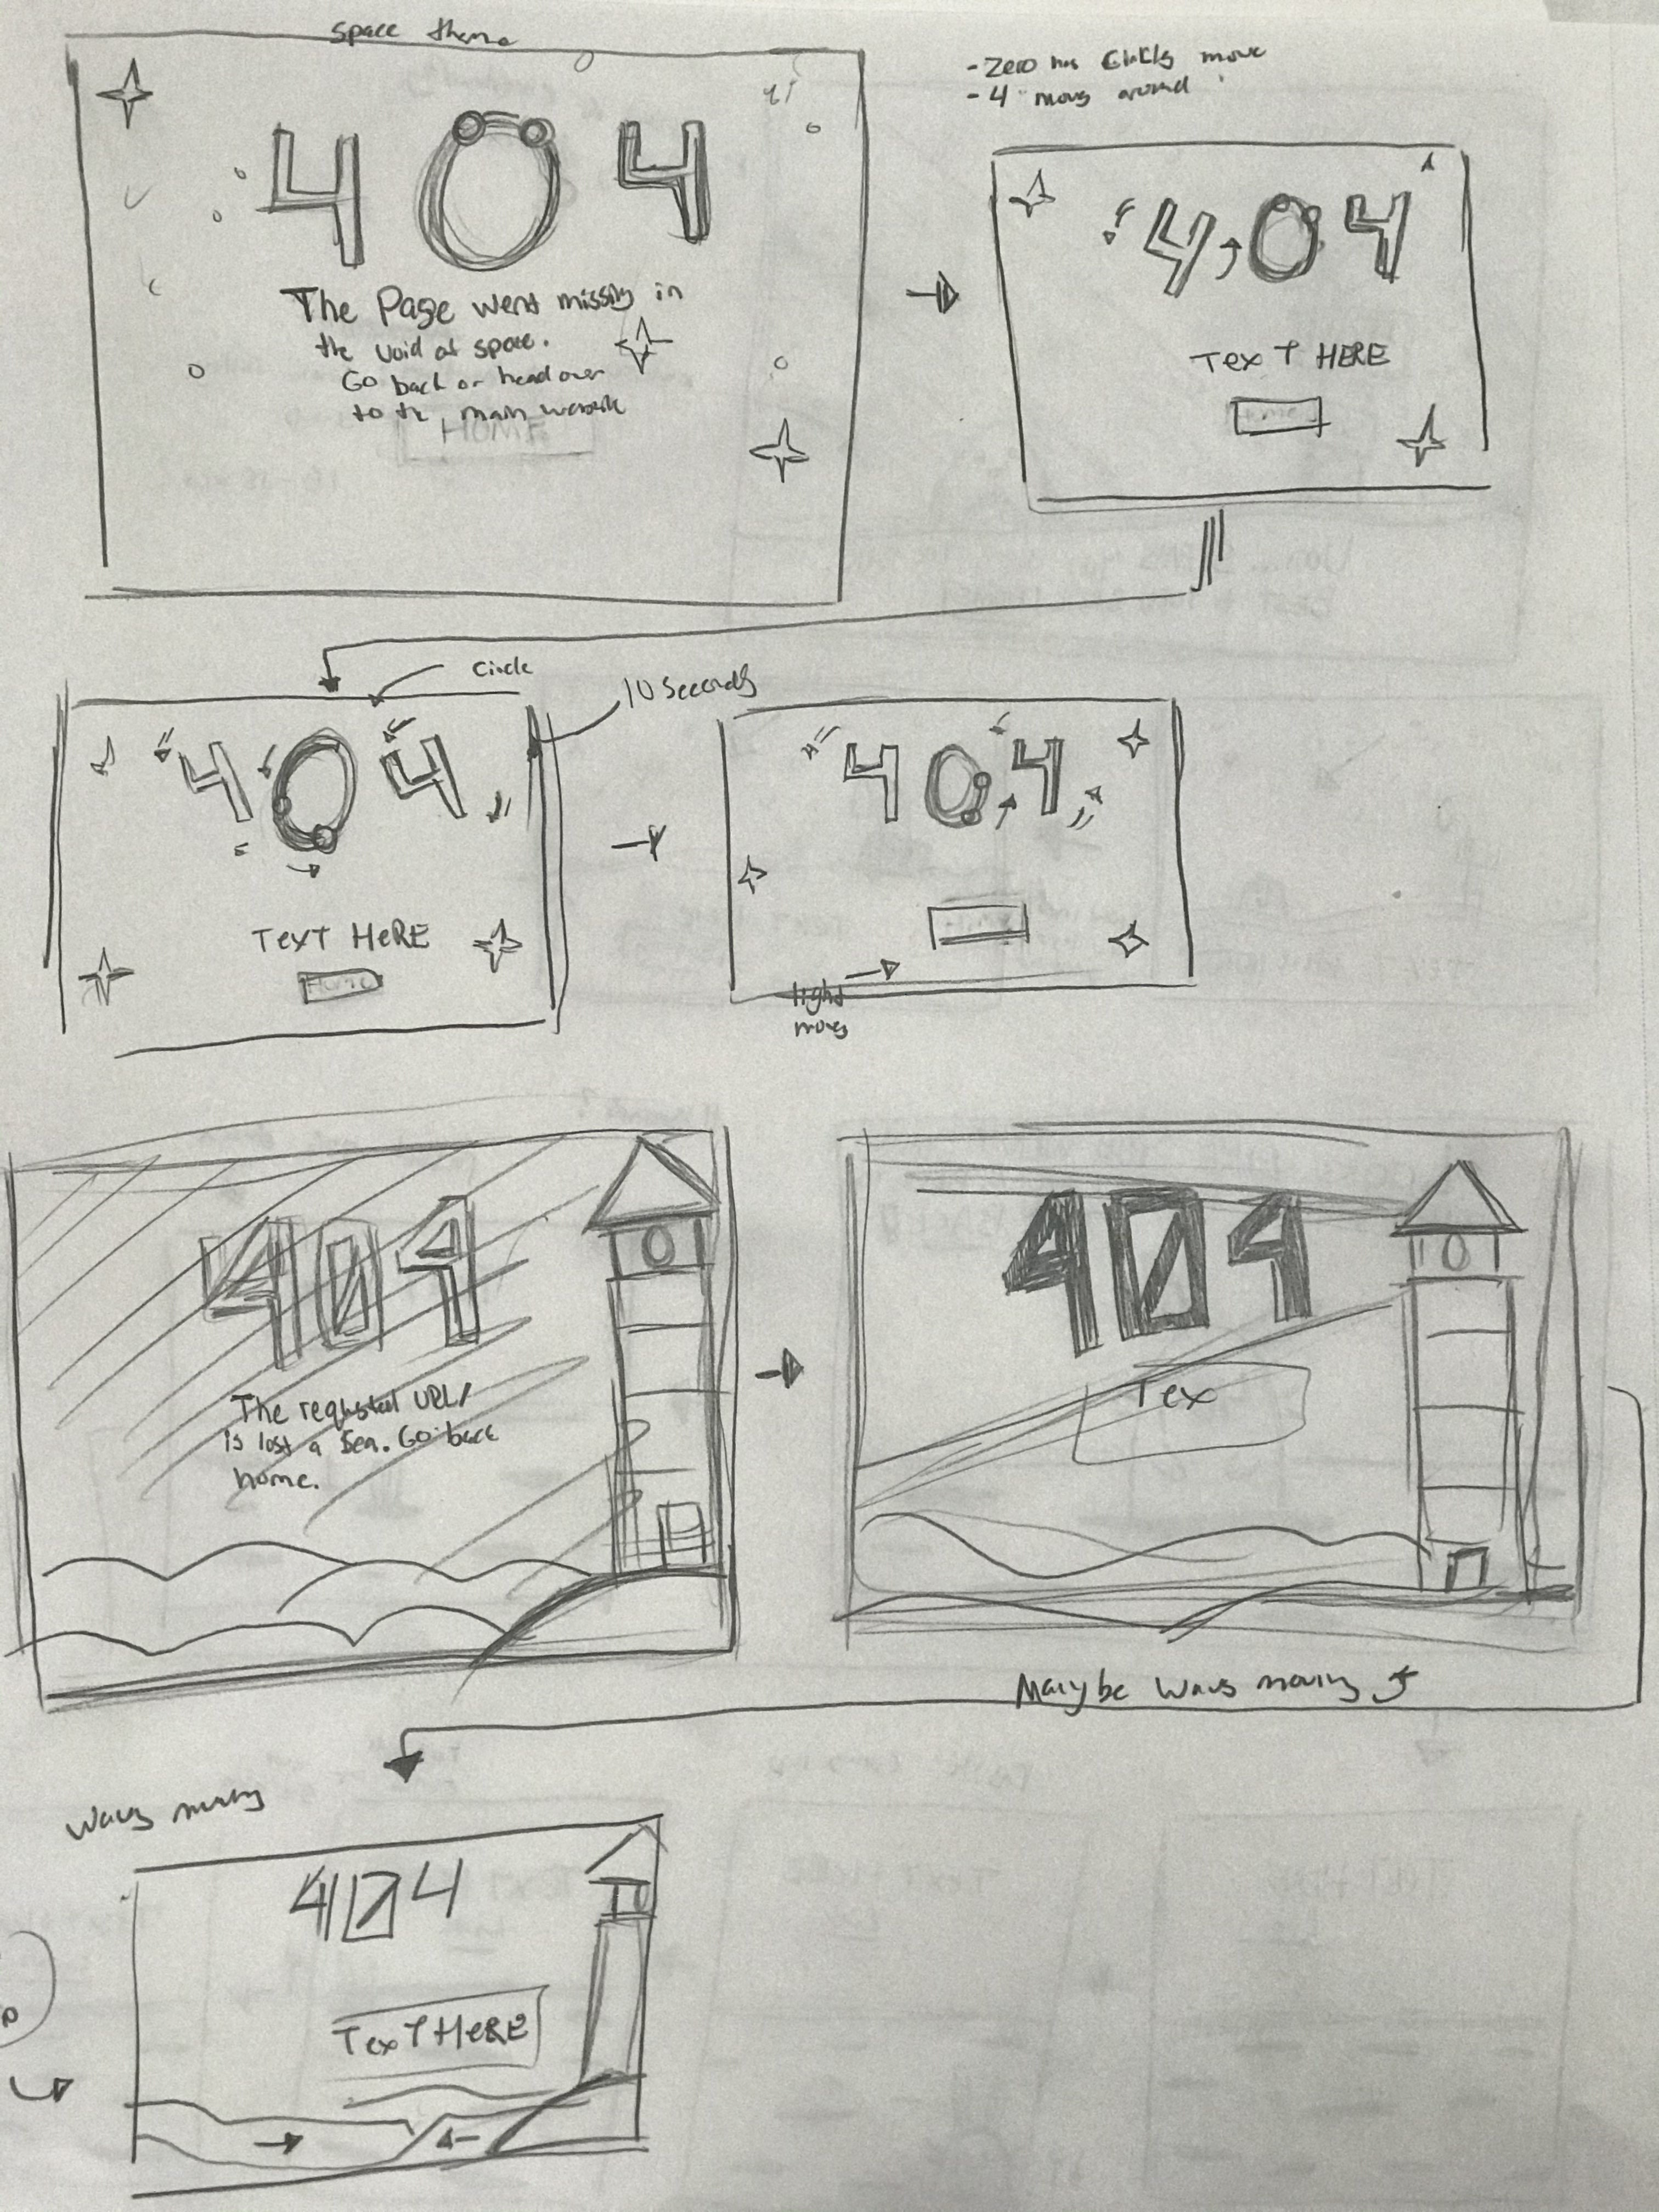 Space theme
- Zero has circles move
- 4 moves around
404
The Page went missing in
the void of space.
Go back or head over
to the main website
HOME
404
TexT HERE
Circle
10 Seconds
404
TexT HeRE
HOME
404
light
moves
404
The requested URL
is lost a Sea. Go back
home.
404
Tex
Maybe waves moving
Waves moving
404
TexT HeRE